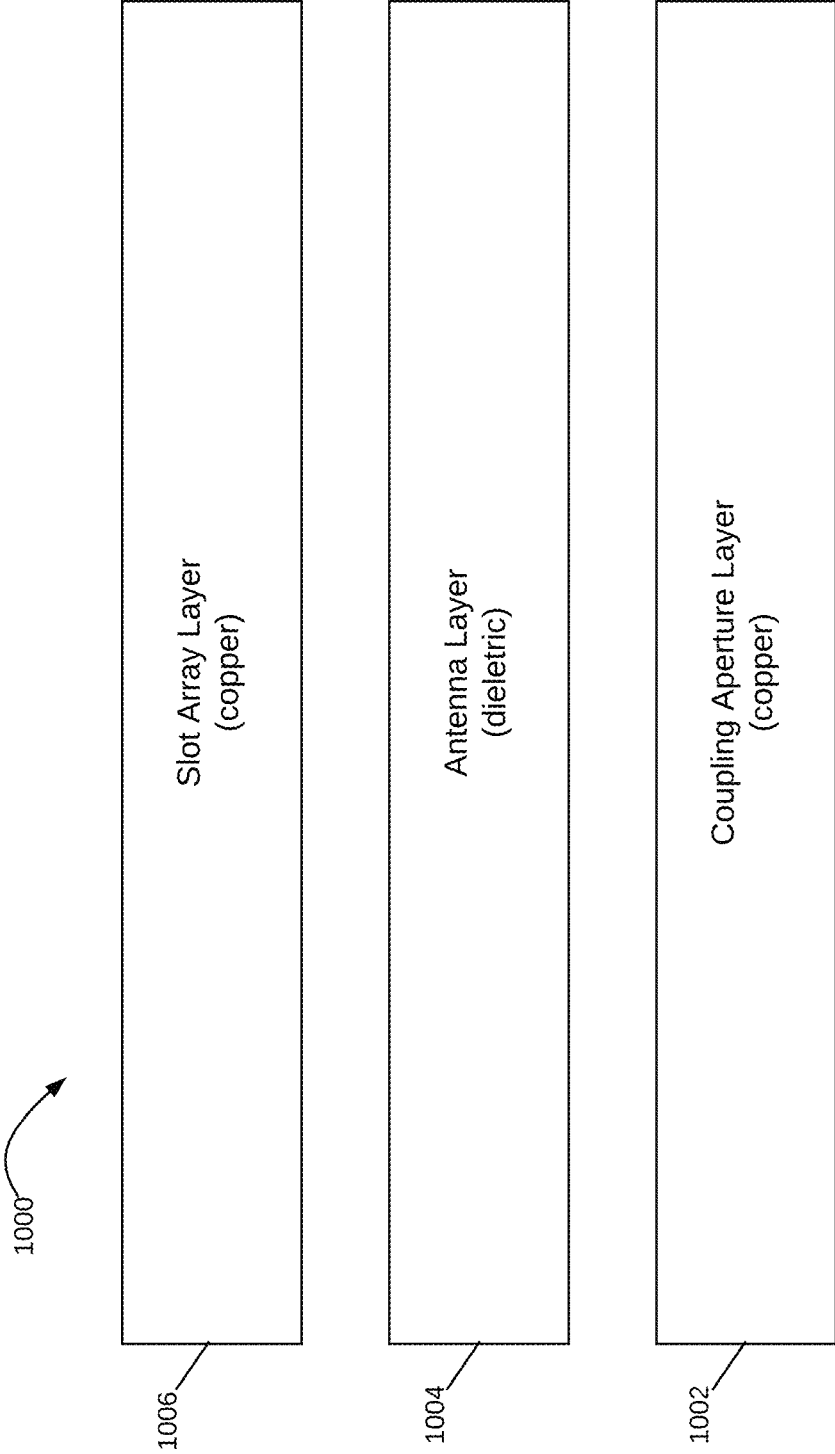 1000
1006
Slot Array Layer
(copper)
1004
Antenna Layer
(dieletric)
1002
Coupling Aperture Layer
(copper)